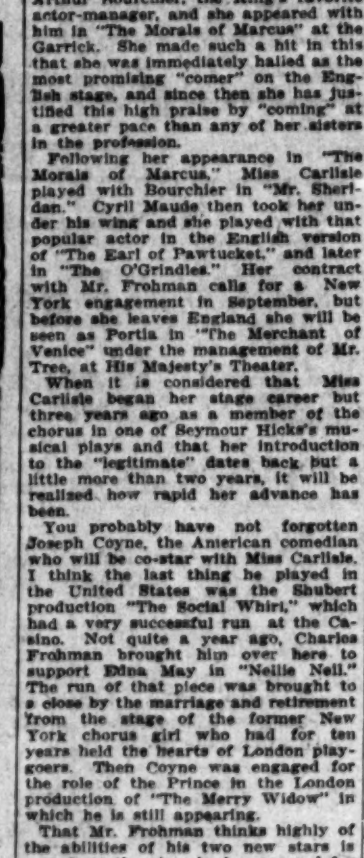 Arthur Bourchier, the King's favorite
actor-manager, and she appeared with
him in "The Morals of Marcus" at the
Garrick. She made such a hit in this
that she was immediately hailed as the
most promising "comer" on the Eng-
lish stage, and since then she has jus-
tified this high praise by "coming" at
a greater pace than any of her sisters
in the profession.
Following her appearance in "The
Morals of Marcus," Miss Carlisle
played with Bourchier in "Mr. Sheri-
dan." Cyril Maude then took her un-
der his wing and she played with that
popular actor in the English version
of "The Earl of Pawtucket," and later
in "The O'Grindles." Her contract
with Mr. Frohman calls for a New
York engagement in September, but
before she leaves England she will be
seen as Portia in "The Merchant of
Venice" under the management of Mr.
Tree, at His Majesty's Theater.
When it is considered that Miss
Carlisle began her stage career but
three years ago as a member of the
chorus in one of Seymour Hicks's mu-
sical plays and that her introduction
to the "legitimate" dates back but a
little more than two years, it will be
realized how rapid her advance has
been.
You probably have not forgotten
Joseph Coyne, the American comedian
who will be co-star with Miss Carlisle.
I think the last thing he played in
the United States was the Shubert
production "The Social Whirl," which
had a very successful run at the Ca-
sino. Not quite a year ago, Charles
Frohman brought him over here to
support Edna May in "Nellie Neil."
The run of that piece was brought to
a close by the marriage and retirement
from the stage of the former New
York chorus girl who had for ten
years held the hearts of London play-
goers. Then Coyne was engaged for
the role of the Prince in the London
production of "The Merry Widow" in
which he is still appearing.
That Mr. Frohman thinks highly of
the abilities of his two new stars is